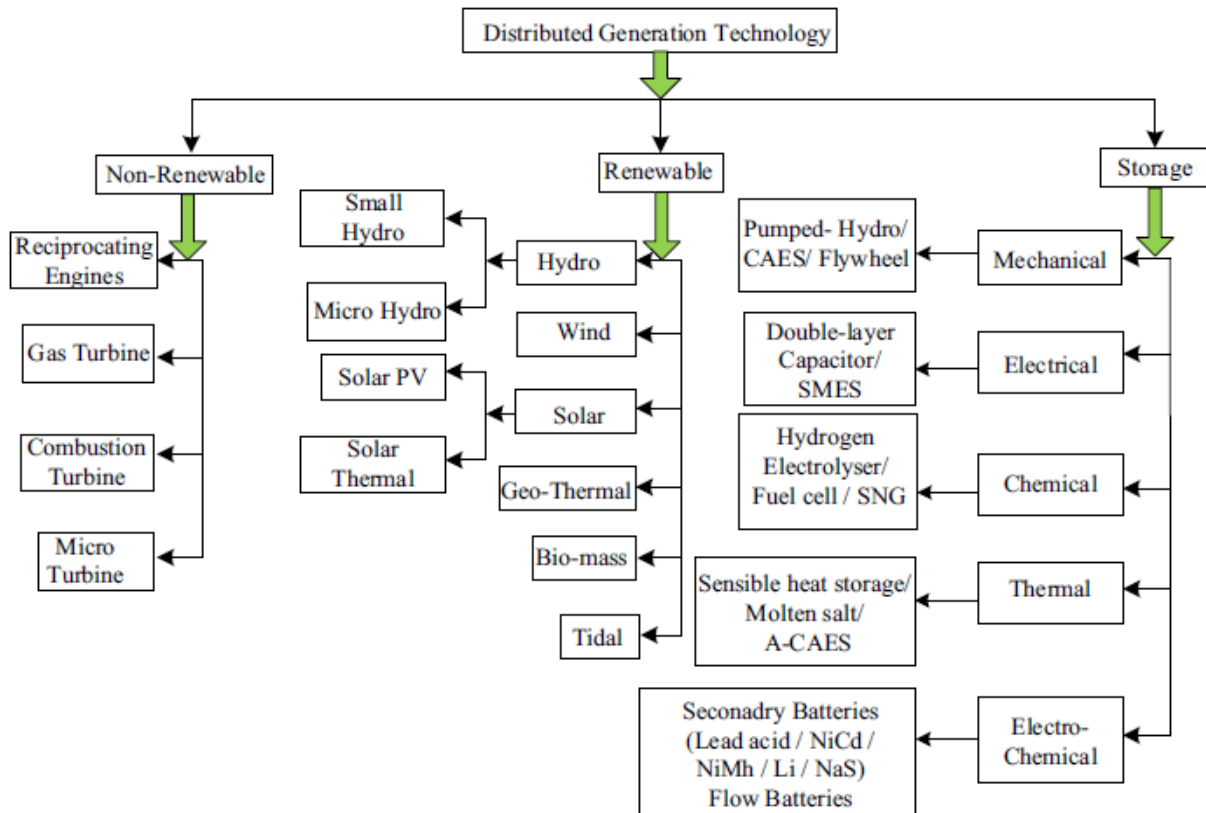 Distributed Generation Technology
Non-Renewable
Renewable
Storage
Reciprocating
Engines
Gas Turbine
Combustion
Turbine
Micro
Turbine
Small
Hydro
Micro Hydro
Hydro
Wind
Solar PV
Solar
Thermal
Solar
Geo-Thermal
Bio-mass
Tidal
Pumped- Hydro/
CAES/ Flywheel
Mechanical
Double-layer
Capacitor/
SMES
Electrical
Hydrogen
Electrolyser/
Fuel cell / SNG
Chemical
Sensible heat storage/
Molten salt/
A-CAES
Thermal
Seconadry Batteries
(Lead acid / NiCd /
NiMh / Li / NaS)
Flow Batteries
Electro-
Chemical